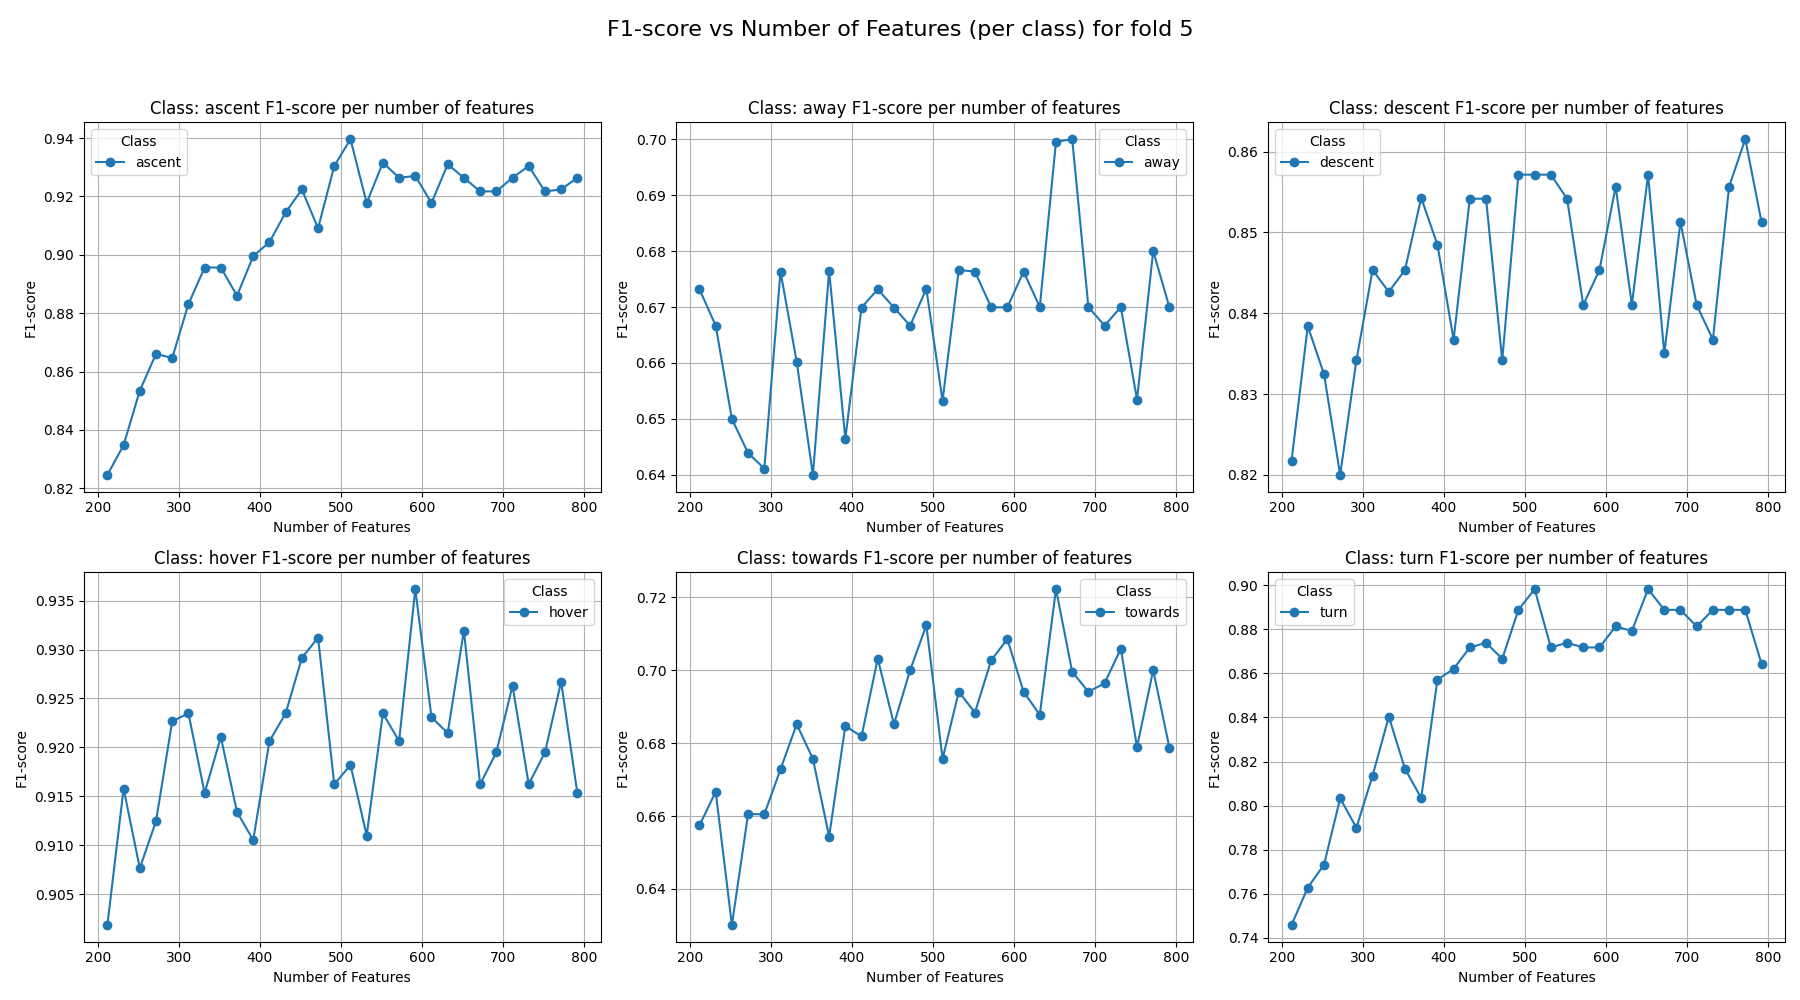 F1-score vs Number of Features (per class) for fold 5
Class: ascent F1-score per number of features
Class
ascent
F1-score
0.94
0.92
0.90
0.88
0.86
0.84
0.82
200 300 400 500 600 700 800
Number of Features
Class: away F1-score per number of features
Class
away
F1-score
0.70
0.69
0.68
0.67
0.66
0.65
0.64
200 300 400 500 600 700 800
Number of Features
Class: descent F1-score per number of features
Class
descent
F1-score
0.86
0.85
0.84
0.83
0.82
200 300 400 500 600 700 800
Number of Features
Class: hover F1-score per number of features
Class
hover
F1-score
0.935
0.930
0.925
0.920
0.915
0.910
0.905
200 300 400 500 600 700 800
Number of Features
Class: towards F1-score per number of features
Class
towards
F1-score
0.72
0.70
0.68
0.66
0.64
200 300 400 500 600 700 800
Number of Features
Class: turn F1-score per number of features
Class
turn
F1-score
0.90
0.88
0.86
0.84
0.82
0.80
0.78
0.76
0.74
200 300 400 500 600 700 800
Number of Features